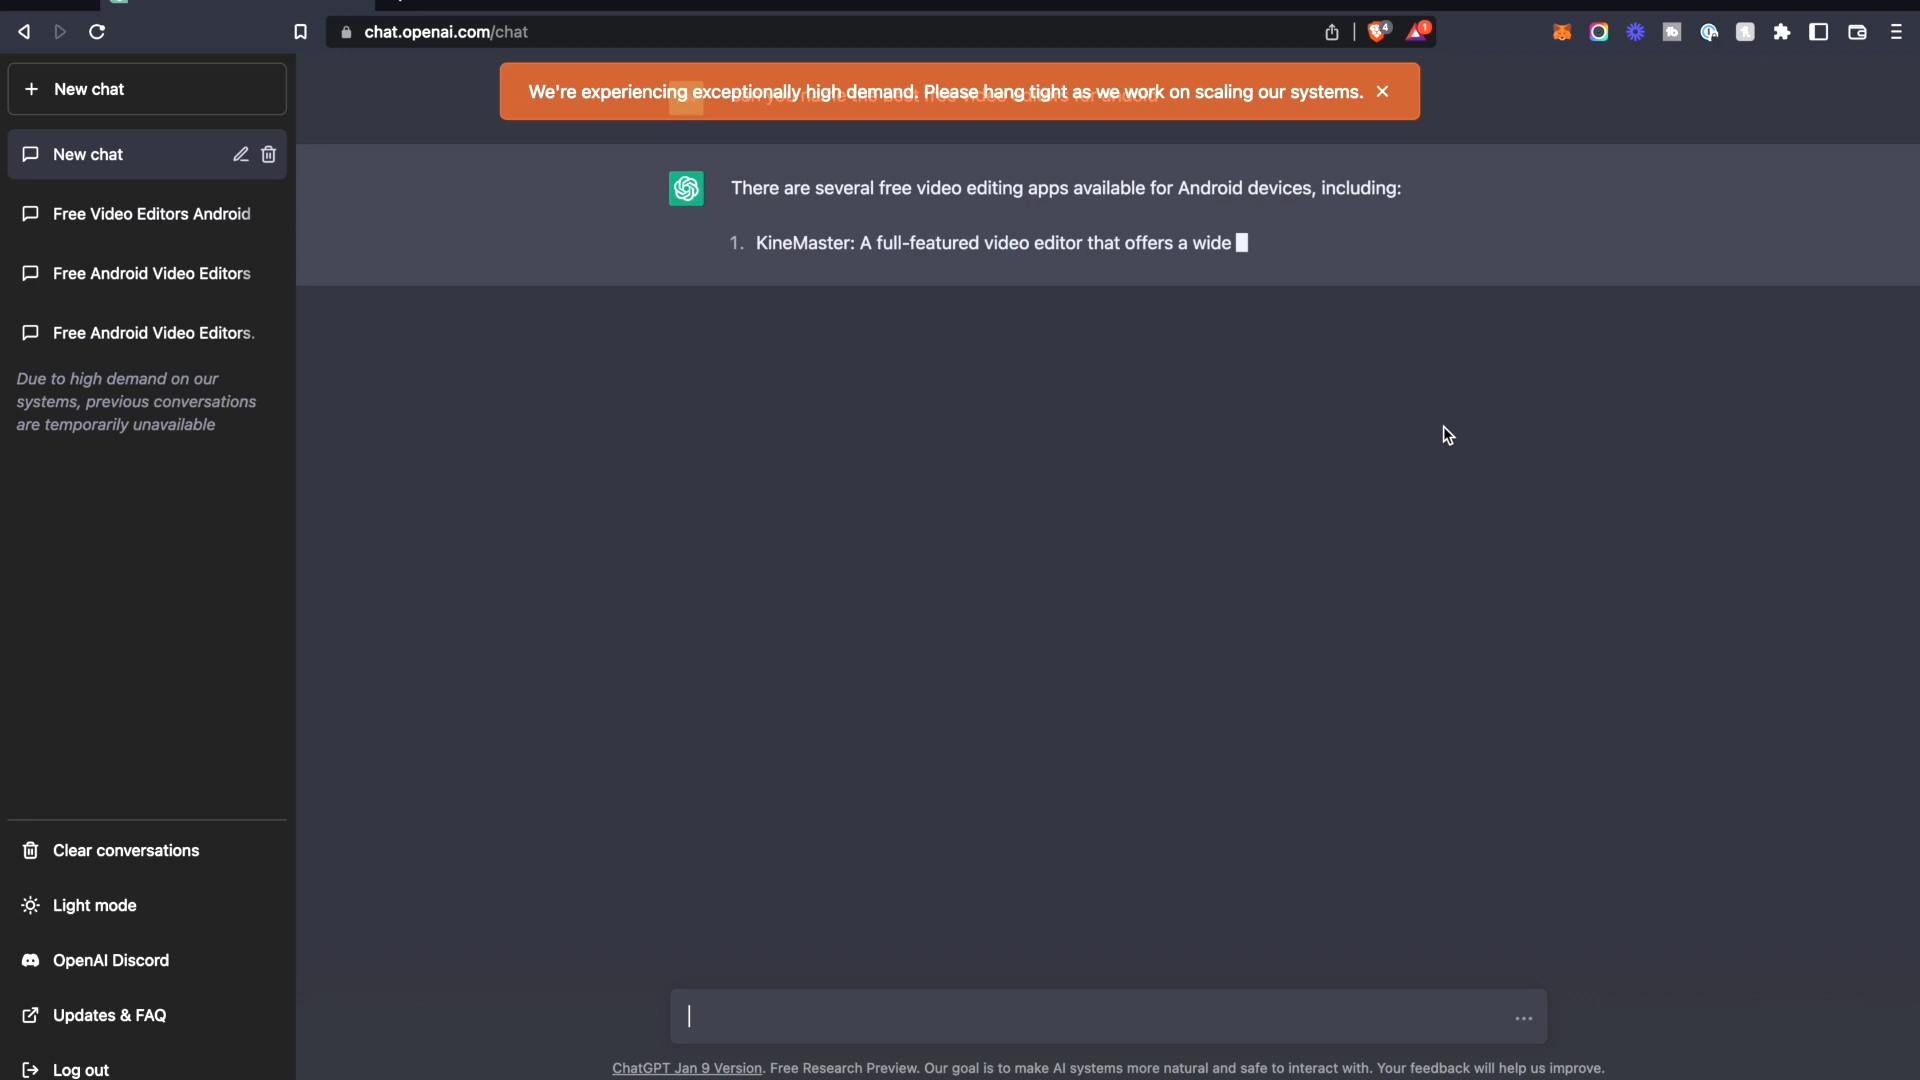 chat.openai.com/chat
4
1
New chat
New chat
Free Video Editors Android
Free Android Video Editors
Free Android Video Editors.
Due to high demand on our
systems, previous conversations
are temporarily unavailable
Clear conversations
Light mode
OpenAI Discord
Updates & FAQ
Log out
We're experiencing exceptionally high demand. Please hang tight as we work on scaling our systems.
There are several free video editing apps available for Android devices, including:
1. KineMaster: A full-featured video editor that offers a wide
ChatGPT Jan 9 Version. Free Research Preview. Our goal is to make AI systems more natural and safe to interact with. Your feedback will help us improve.